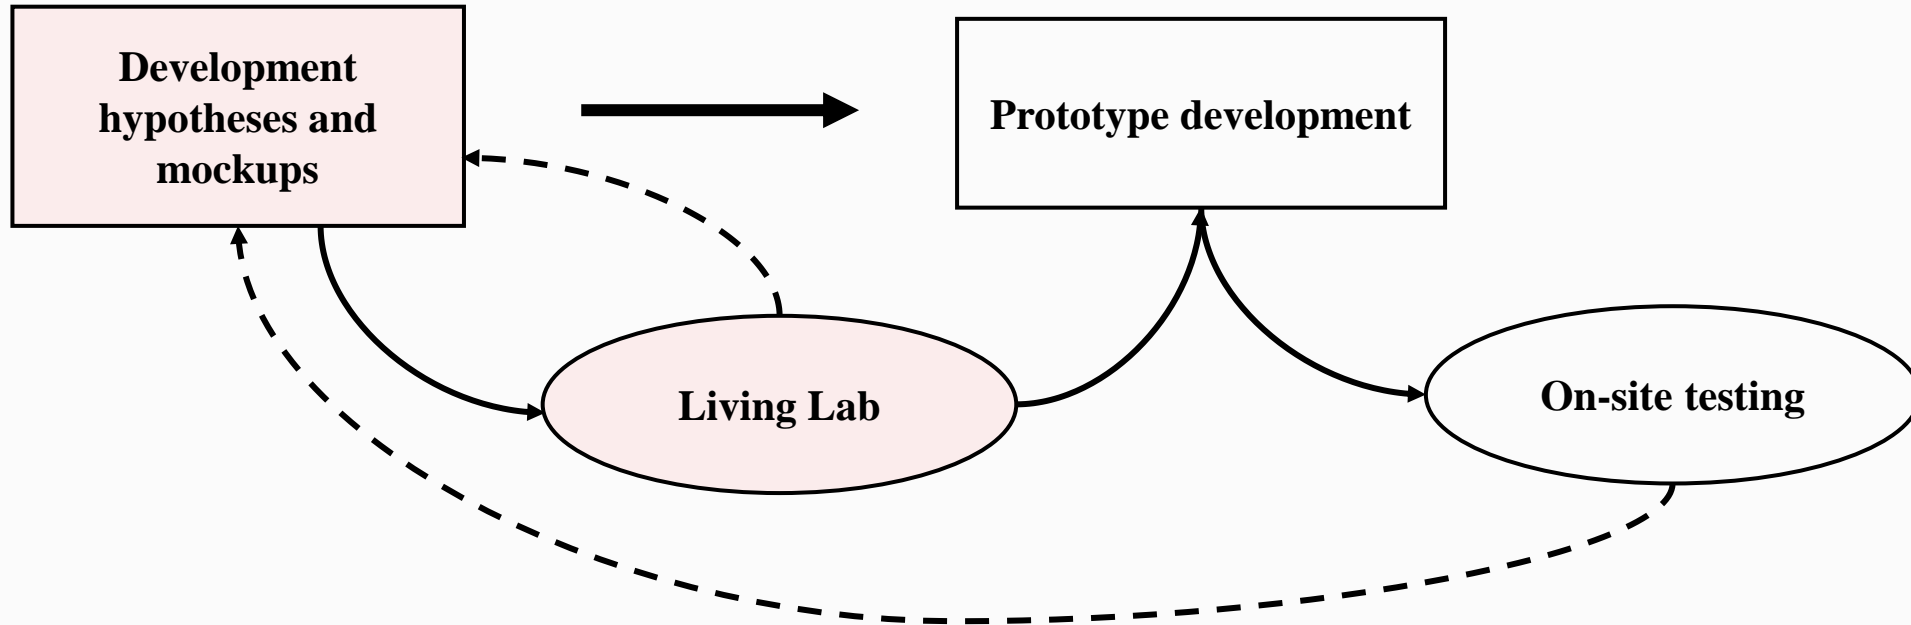 Development
hypotheses and
mockups
Prototype development
Living Lab
On-site testing